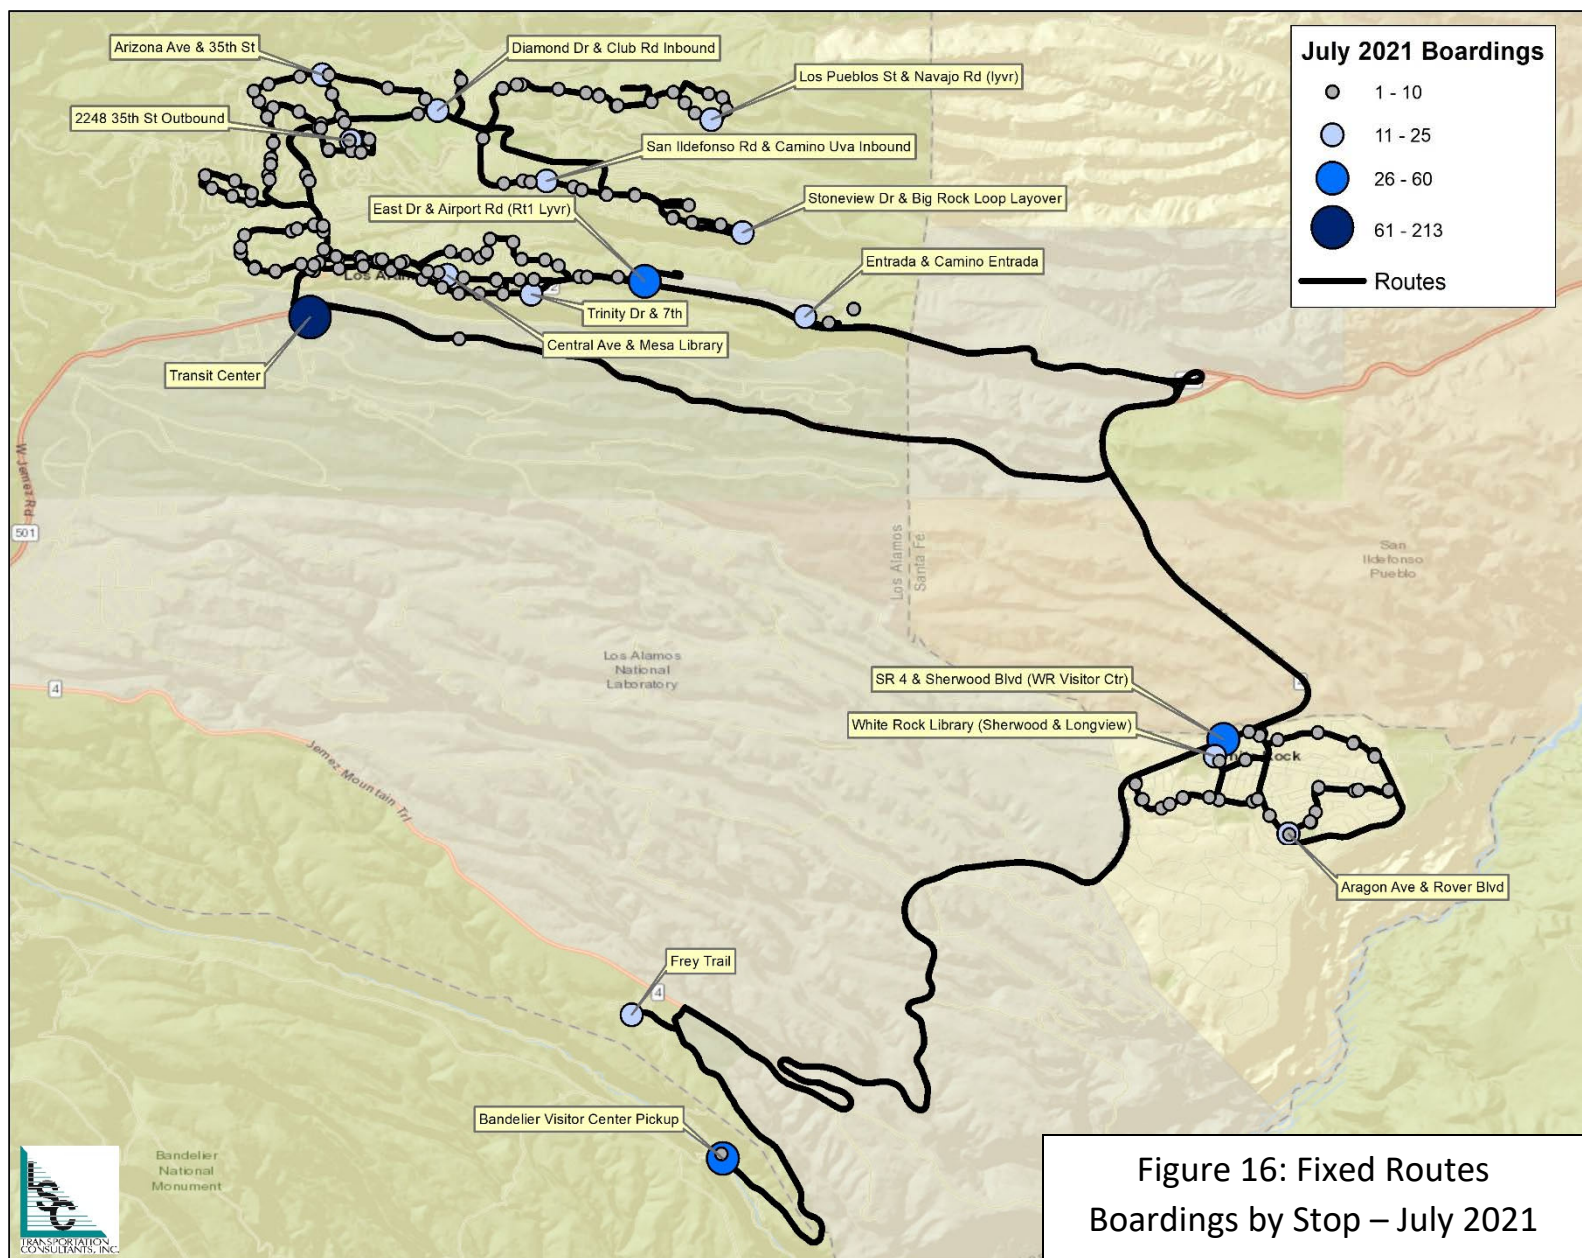 Arizona Ave & 35th St
Diamond Dr & Club Rd Inbound
Los Pueblos St & Navajo Rd (lyvr)
2248 35th St Outbound
San Ildefonso Rd & Camino Uva Inbound
East Dr & Airport Rd (Rt1 Lyvr)
Stoneview Dr & Big Rock Loop Layover
Entrada & Camino Entrada
Los
Trinity Dr & 7th
Central Ave & Mesa Library
Transit Center
July 2021 Boardings
1 - 10
11 - 25
26 - 60
61 - 213
Routes
W Jemez Rd
501
Los Alamos
Santa Fe
San
Ildefonso
Pueblo
Los Alamos
National
Laboratory
4
Jemez Mountain Trl
SR 4 & Sherwood Blvd (WR Visitor Ctr)
White Rock Library (Sherwood & Longview)
Rock
Aragon Ave & Rover Blvd
Frey Trail
4
Bandelier Visitor Center Pickup
Bandelier
National
Monument
LSC
TRANSPORTATION
CONSULTANTS, INC.
Figure 16: Fixed Routes
Boardings by Stop – July 2021